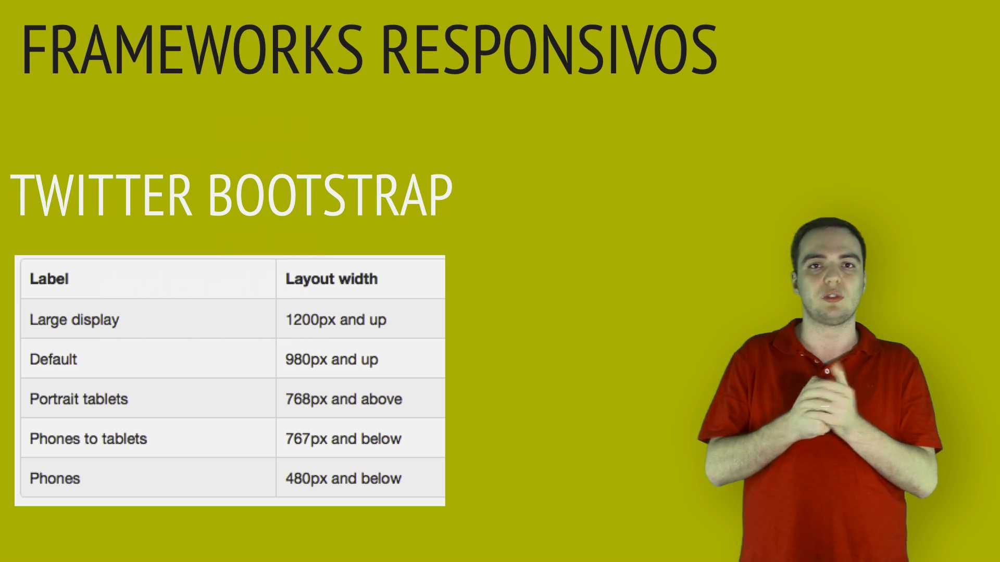 FRAMEWORKS RESPONSIVOS
TWITTER BOOTSTRAP
Label Layout width
Large display 1200px and up
Default 980px and up
Portrait tablets 768px and above
Phones to tablets 767px and below
Phones 480px and below